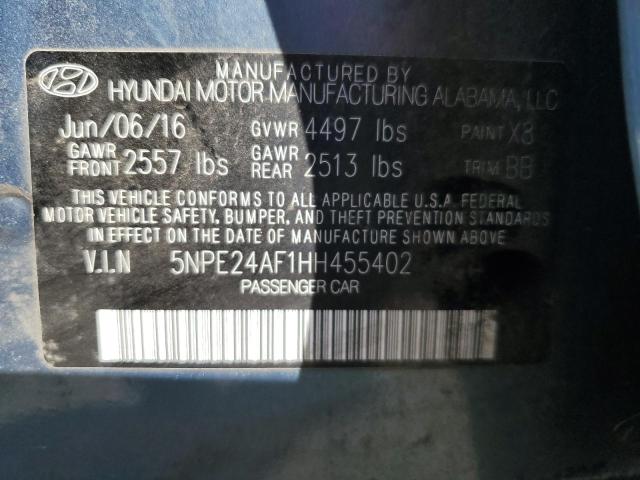 MANUFACTURED BY
HYUNDAI MOTOR MANUFACTURING ALABAMA, LLC
Jun/06/16 GVWR 4497 lbs PAINT X8
GAWR FRONT 2557 lbs GAWR REAR 2513 lbs TRIM BB
THIS VEHICLE CONFORMS TO ALL APPLICABLE U.S.A. FEDERAL
MOTOR VEHICLE SAFETY, BUMPER, AND THEFT PREVENTION STANDARDS
IN EFFECT ON THE DATE OF MANUFACTURE SHOWN ABOVE
V.I.N 5NPE24AF1HH455402
PASSENGER CAR